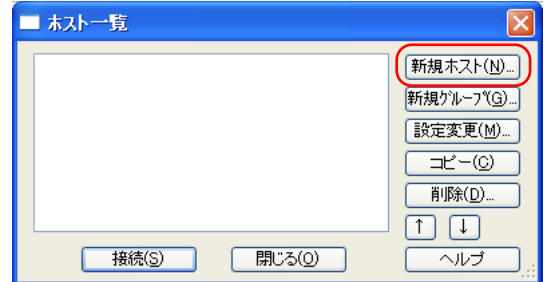 ホスト一覧
新規ホスト(N)...
新規ｸﾞﾙｰﾌﾟ(G)...
設定変更(M)...
コピー(C)
削除(D)...
↑ ↓
接続(S) 閉じる(O) ヘルプ